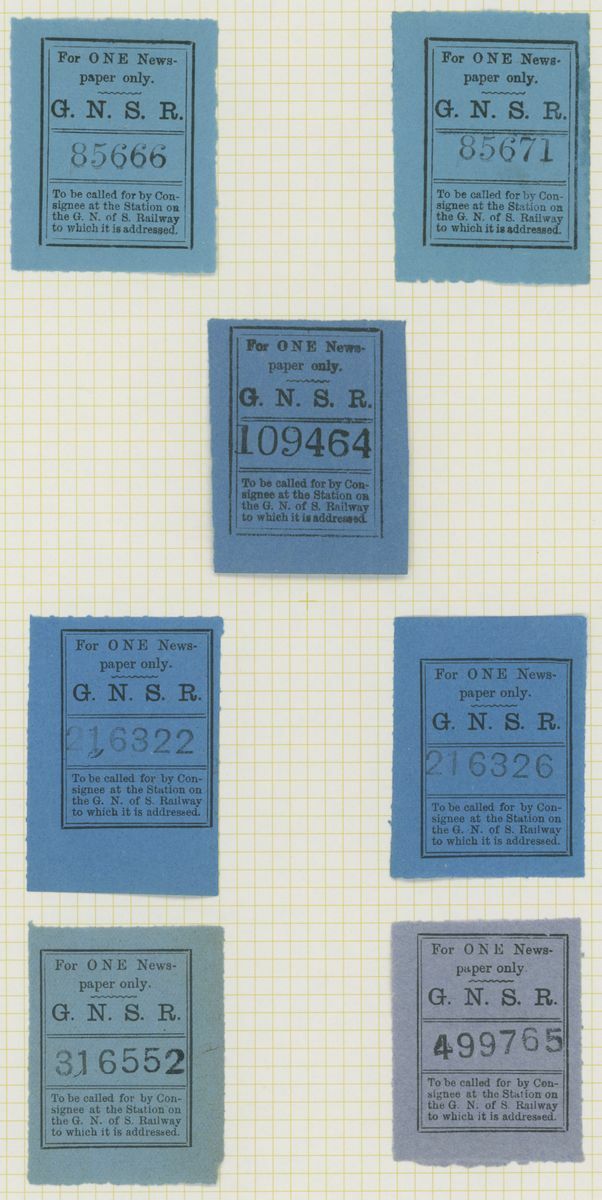 For ONE News-
paper only.
G. N. S. R.
85666
To be called for by Con-
signee at the Station on
the G. N. of S. Railway
to which it is addressed.
For ONE News-
paper only.
G. N. S. R.
85671
To be called for by Con-
signee at the Station on
the G. N. of S. Railway
to which it is addressed.
For ONE News-
paper only.
G. N. S. R.
109464
To be called for by Con-
signee at the Station on
the G. N. of S. Railway
to which it is addressed.
For ONE News-
paper only.
G. N. S. R.
216322
To be called for by Con-
signee at the Station on
the G. N. of S. Railway
to which it is addressed.
For ONE News-
paper only.
G. N. S. R.
216326
To be called for by Con-
signee at the Station on
the G. N. of S. Railway
to which it is addressed.
For ONE News-
paper only.
G. N. S. R.
316552
To be called for by Con-
signee at the Station on
the G. N. of S. Railway
to which it is addressed.
For ONE News-
paper only
G. N. S. R.
499765
To be called for by Con-
signee at the Station on
the G. N. of S. Railway
to which it is addressed.